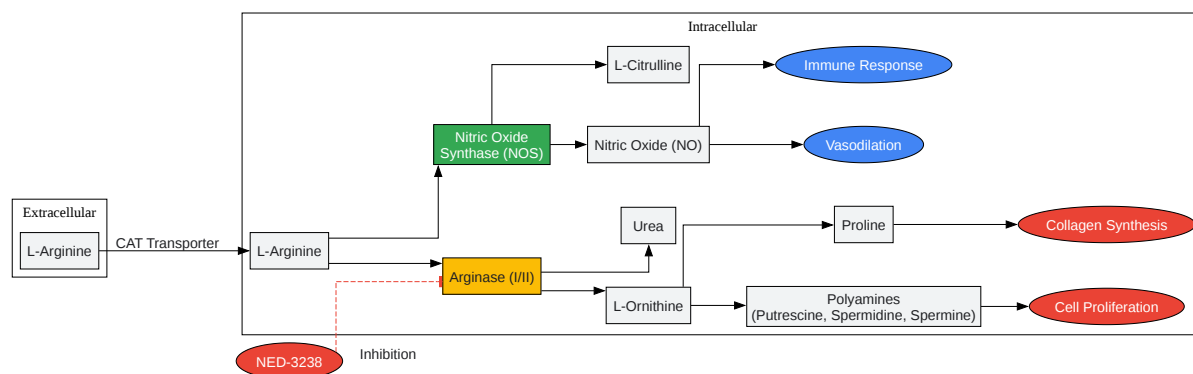 Intracellular
L-Citrulline
Immune Response
Nitric Oxide
Synthase (NOS)
Nitric Oxide (NO)
Vasodilation
Extracellular
L-Arginine
CAT Transporter
L-Arginine
Urea
Proline
Collagen Synthesis
Arginase (I/II)
L-Ornithine
Polyamines
(Putrescine, Spermidine, Spermine)
Cell Proliferation
NED-3238
Inhibition